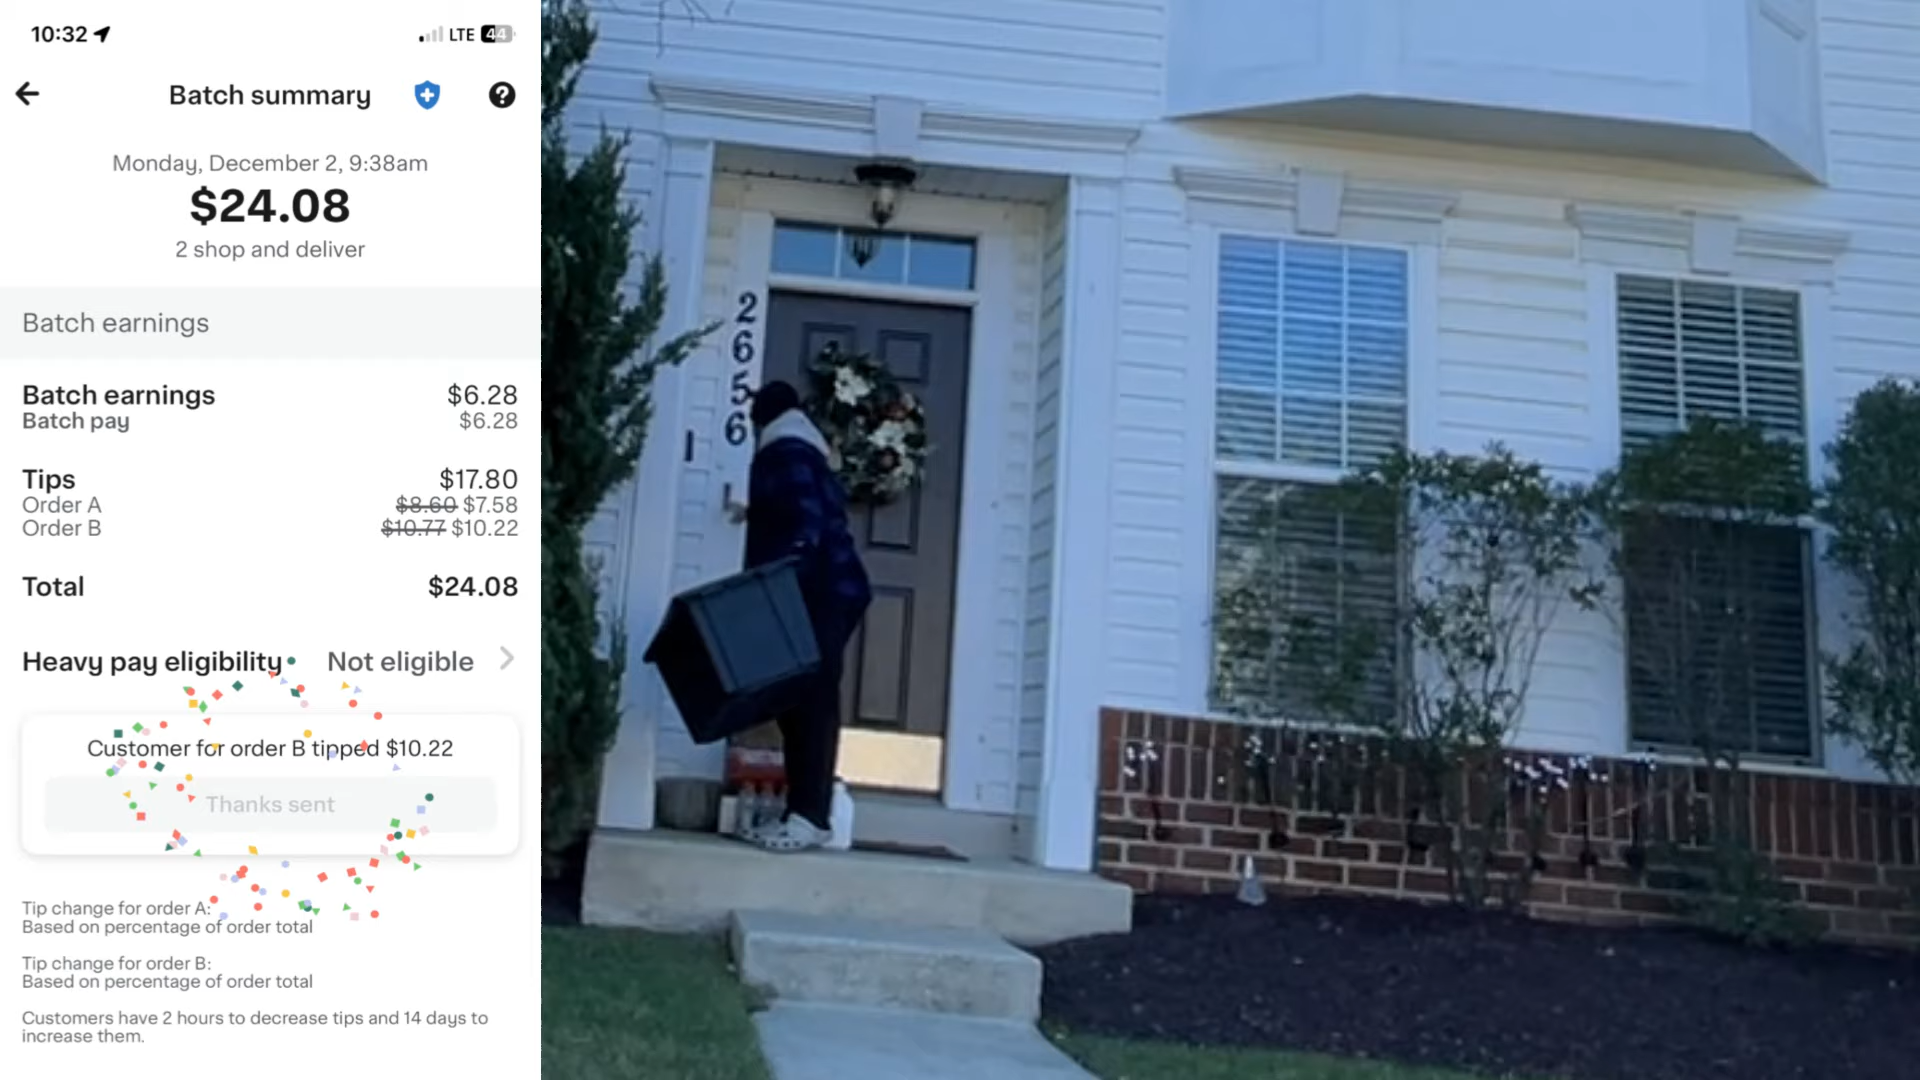 10:32 LTE 44
Batch summary
Monday, December 2, 9:38am
$24.08
2 shop and deliver
Batch earnings
Batch earnings $6.28
Batch pay $6.28
Tips $17.80
Order A $8.60 $7.58
Order B $10.77 $10.22
Total $24.08
Heavy pay eligibility Not eligible
Customer for order B tipped $10.22
Thanks sent
Tip change for order A:
Based on percentage of order total
Tip change for order B:
Based on percentage of order total
Customers have 2 hours to decrease tips and 14 days to
increase them.
2
6
5
6